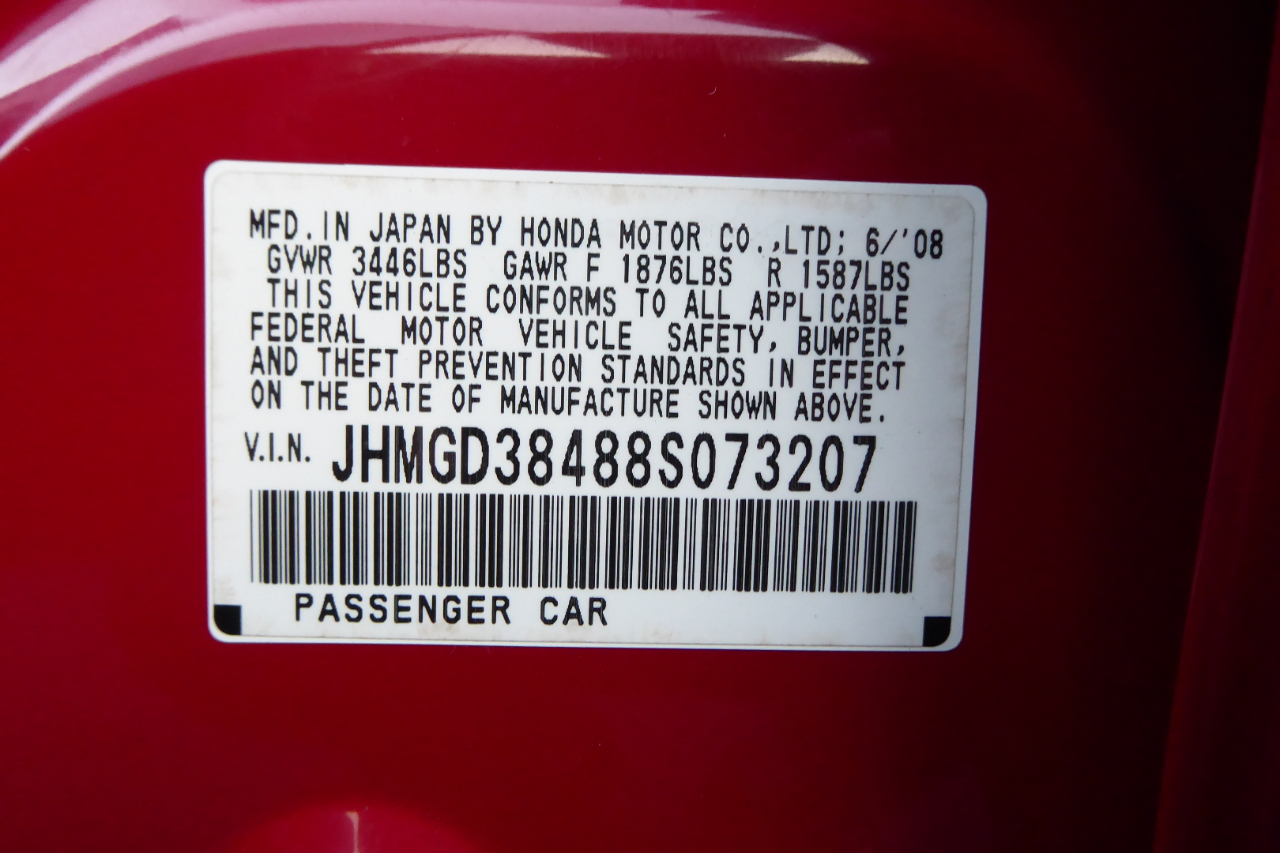 MFD. IN JAPAN BY HONDA MOTOR CO.,LTD; 6/'08
GVWR 3446LBS GAWR F 1876LBS R 1587LBS
THIS VEHICLE CONFORMS TO ALL APPLICABLE
FEDERAL MOTOR VEHICLE SAFETY, BUMPER,
AND THEFT PREVENTION STANDARDS IN EFFECT
ON THE DATE OF MANUFACTURE SHOWN ABOVE.
V.I.N. JHMGD38488S073207
PASSENGER CAR